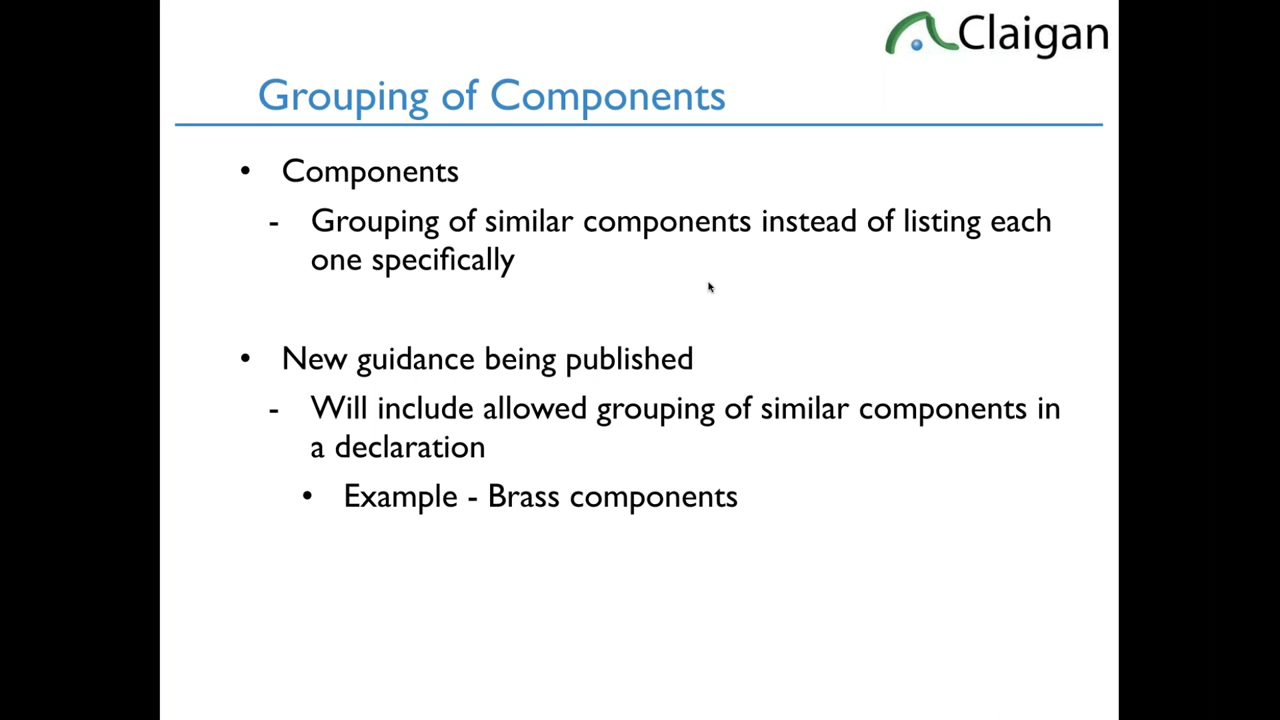 Claigan
Grouping of Components
• Components
- Grouping of similar components instead of listing each
one specifically
• New guidance being published
- Will include allowed grouping of similar components in
a declaration
• Example - Brass components